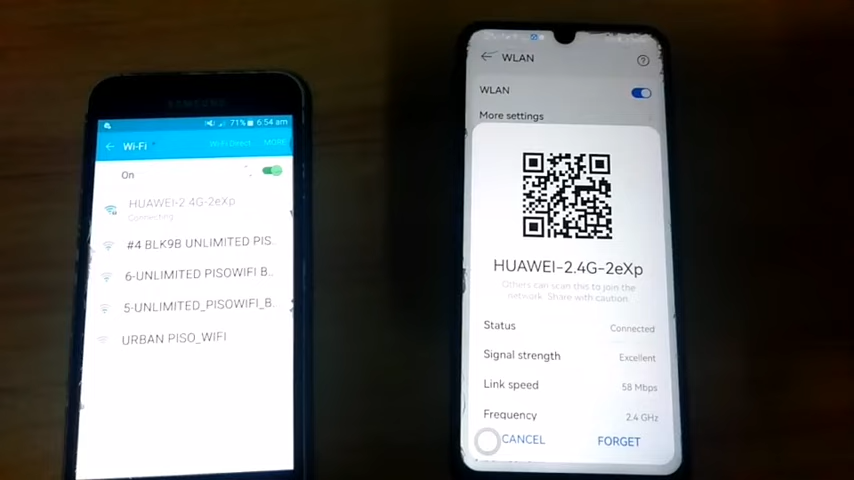 SAMSUNG
71% 6:54 am
Wi-Fi
Wi-Fi Direct MORE
On
HUAWEI-2.4G-2eXp
Connecting...
#4 BLK9B UNLIMITED PIS..
6-UNLIMITED PISOWIFI B..
5-UNLIMITED_PISOWIFI_B..
URBAN PISO_WIFI
WLAN
WLAN
More settings
HUAWEI-2.4G-2eXp
Others can scan this to join the
network. Share with caution
Status Connected
Signal strength Excellent
Link speed 58 Mbps
Frequency 2.4 GHz
CANCEL FORGET